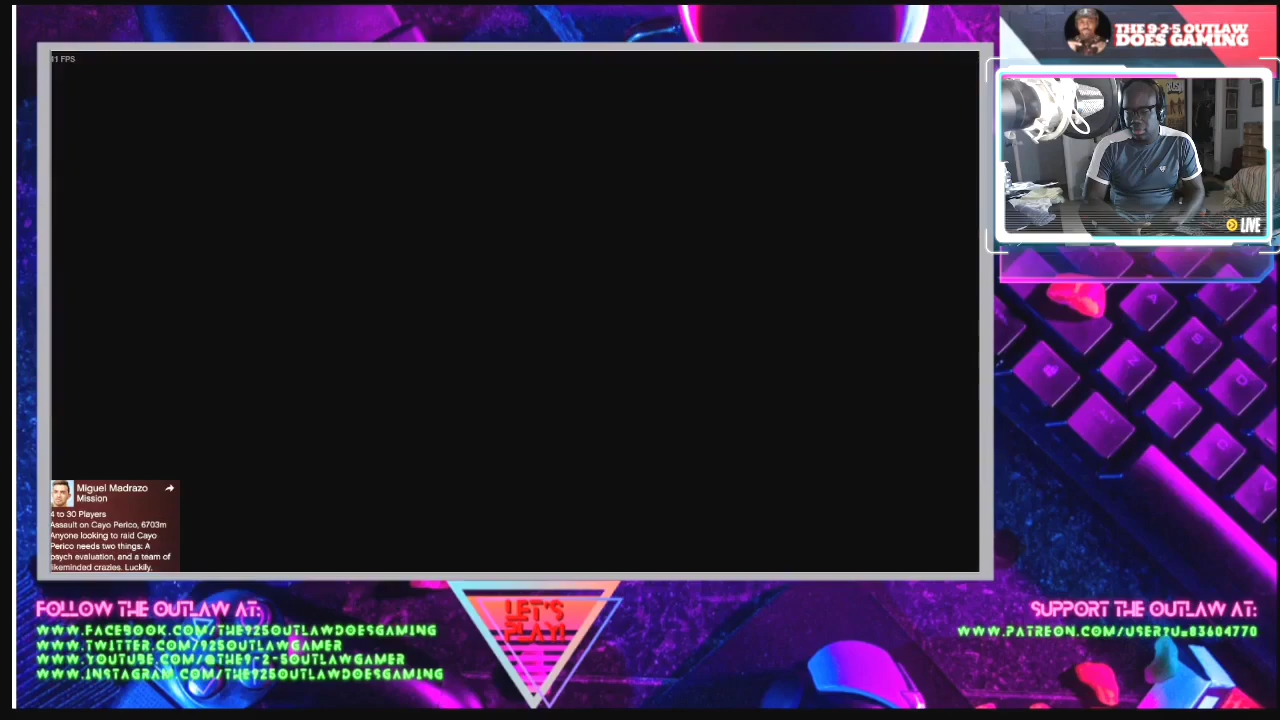 11 FPS
THE 9-2-5 OUTLAW
DOES GAMING
LIVE
Miguel Madrazo
Mission
4 to 30 Players
Assault on Cayo Perico, 6703m
Anyone looking to raid Cayo
Perico needs two things: A
psych evaluation, and a team of
likeminded crazies. Luckily,
FOLLOW THE OUTLAW AT:
WWW.FACEBOOK.COM/THE925OUTLAWDOESGAMING
WWW.TWITTER.COM/925OUTLAWGAMER
WWW.YOUTUBE.COM/@THE9-2-5OUTLAWGAMER
WWW.INSTAGRAM.COM/THE925OUTLAWDOESGAMING
LET'S
PLAY!
SUPPORT THE OUTLAW AT:
WWW.PATREON.COM/USER?U=83604770
A
S
Z
D
X
ALT
C
V